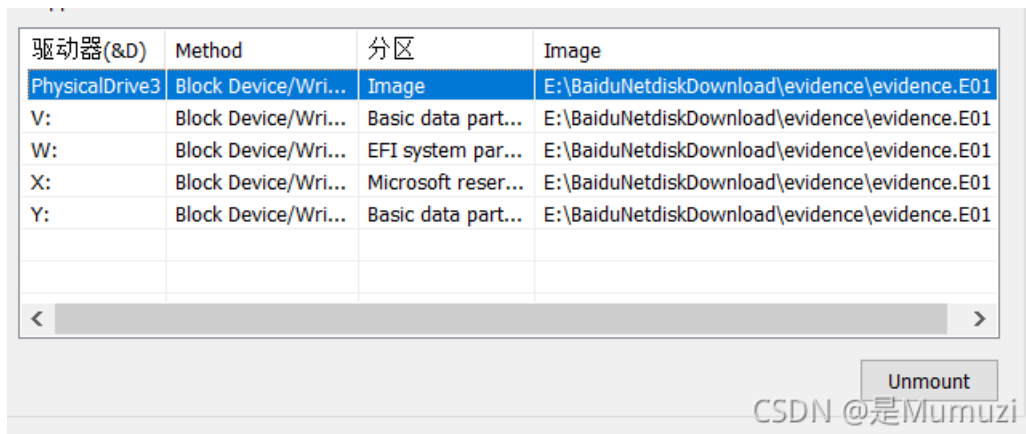 驱动器(&D) Method 分区 Image
PhysicalDrive3 Block Device/Wri... Image E:\BaiduNetdiskDownload\evidence\evidence.E01
V: Block Device/Wri... Basic data part... E:\BaiduNetdiskDownload\evidence\evidence.E01
W: Block Device/Wri... EFI system par... E:\BaiduNetdiskDownload\evidence\evidence.E01
X: Block Device/Wri... Microsoft reser... E:\BaiduNetdiskDownload\evidence\evidence.E01
Y: Block Device/Wri... Basic data part... E:\BaiduNetdiskDownload\evidence\evidence.E01
Unmount
CSDN @是Mumuzi